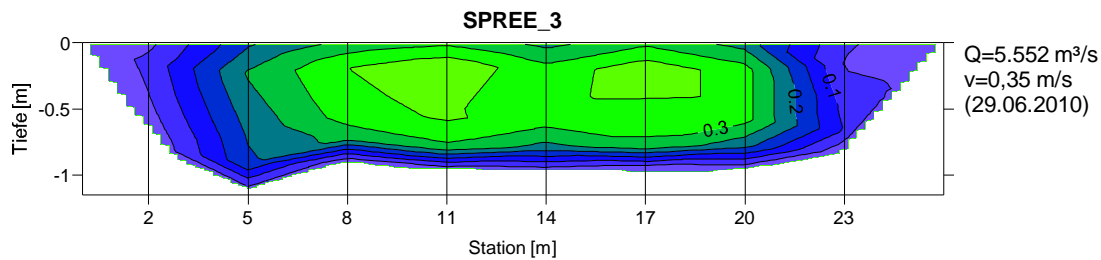 SPREE_3
0
-0.5
-1
Tiefe [m]
0.1
0.2
0.3
2 5 8 11 14 17 20 23
Station [m]
Q=5.552 m³/s
v=0,35 m/s
(29.06.2010)